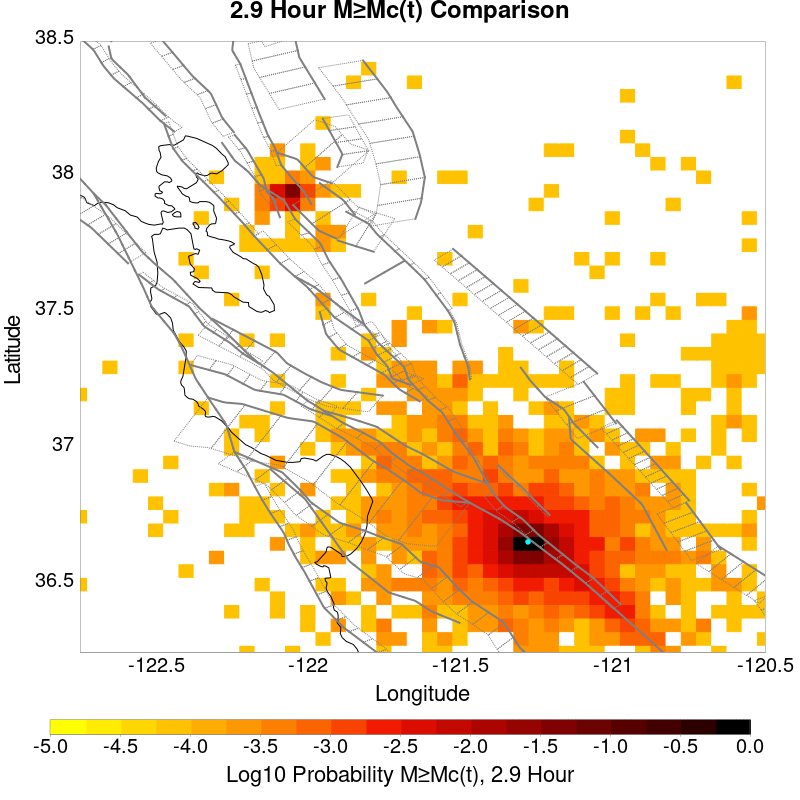 2.9 Hour M≥Mc(t) Comparison
38.5
38
37.5
37
36.5
Latitude
-122.5 -122 -121.5 -121 -120.5
Longitude
-5.0 -4.5 -4.0 -3.5 -3.0 -2.5 -2.0 -1.5 -1.0 -0.5 0.0
Log10 Probability M≥Mc(t), 2.9 Hour